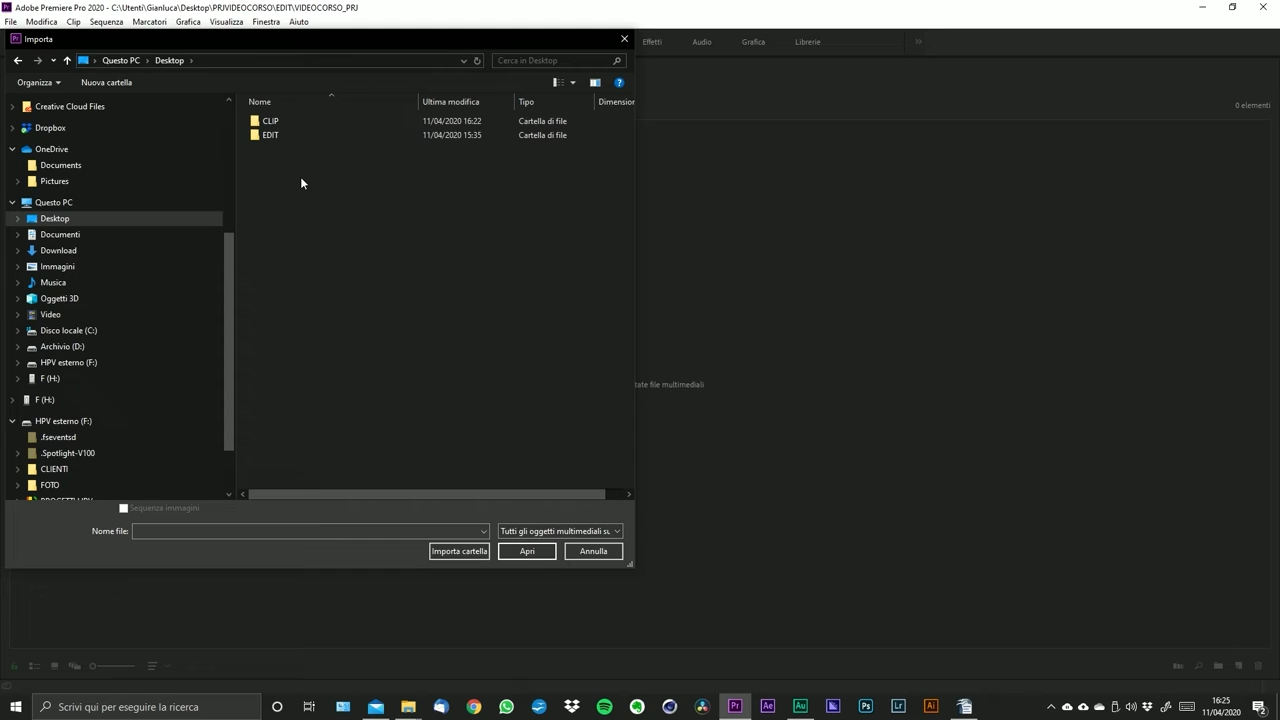 Adobe Premiere Pro 2020 - C:\Utenti\Gianluca\Desktop\PRJVIDEOCORSO\EDIT\VIDEOCORSO_PRJ
File Modifica Clip Sequenza Marcatori Grafica Visualizza Finestra Aiuto
Importa
Effetti Audio Grafica Librerie
Questo PC Desktop
Cerca in Desktop
Organizza Nuova cartella
Nome Ultima modifica Tipo Dimension
0 elementi
Creative Cloud Files
CLIP 11/04/2020 16:22 Cartella di file
Dropbox
EDIT 11/04/2020 15:35 Cartella di file
OneDrive
Documents
Pictures
Questo PC
Desktop
Documenti
Download
Immagini
Musica
Oggetti 3D
Video
Disco locale (C:)
Archivio (D:)
HPV esterno (F:)
F (H:)
tate file multimediali
F (H:)
HPV esterno (F:)
.fseventsd
.Spotlight-V100
CLIENTI
FOTO
PROGETTI HPV
Sequenza immagini
Nome file:
Tutti gli oggetti multimediali su
Importa cartella Apri Annulla
Scrivi qui per eseguire la ricerca
16:25
11/04/2020